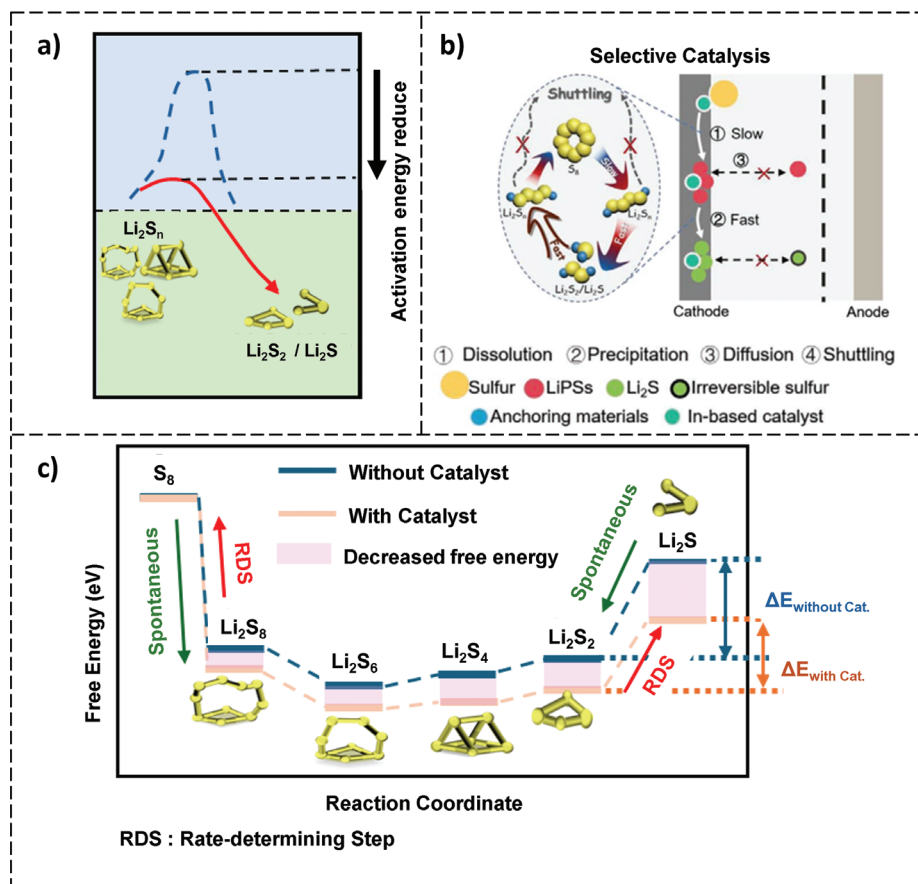 a)
Activation energy reduce
Li2Sn
Li2S2 / Li2S
b)
Selective Catalysis
Shuttling
S8
Slow
Li2Sn
Li2Sn
Fast
Fast
Li2S2/Li2S
① Slow
③
② Fast
Cathode
Anode
① Dissolution ② Precipitation ③ Diffusion ④ Shuttling
Sulfur LiPSs Li2S Irreversible sulfur
Anchoring materials In-based catalyst
c)
S8
Without Catalyst
With Catalyst
Decreased free energy
Spontaneous
RDS
Spontaneous
Li2S
Li2S8
Li2S6
Li2S4
Li2S2
RDS
ΔEwithout Cat.
ΔEwith Cat.
Free Energy (eV)
Reaction Coordinate
RDS : Rate-determining Step